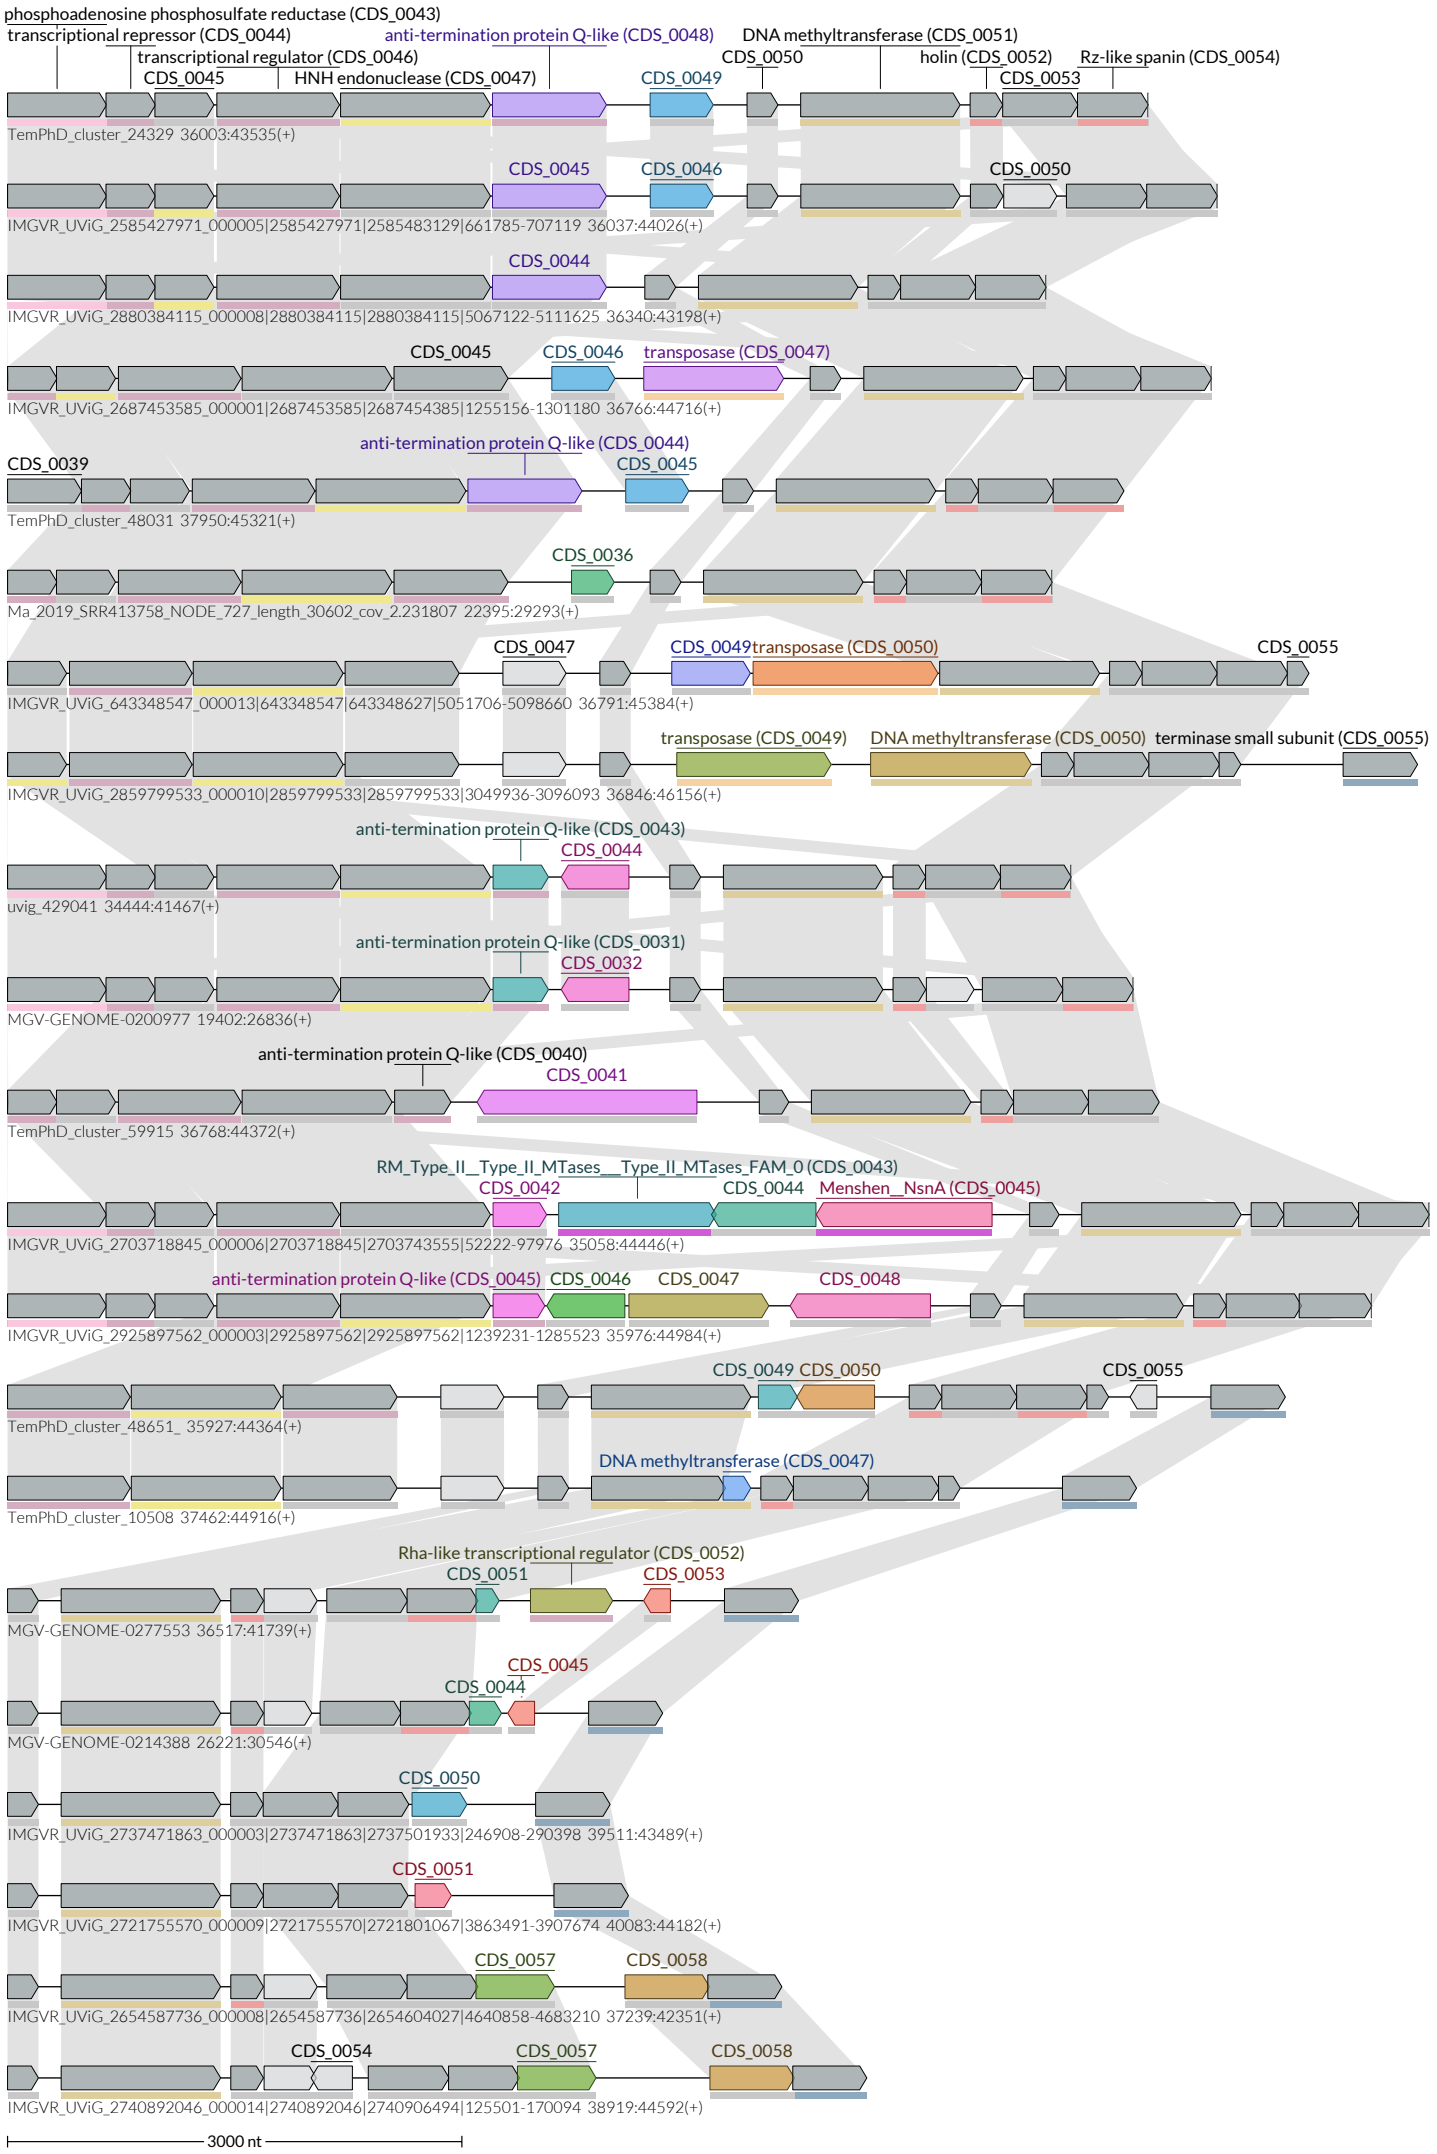 phosphoadenosine phosphosulfate reductase (CDS_0043)
transcriptional repressor (CDS_0044) anti-termination protein Q-like (CDS_0048) DNA methyltransferase (CDS_0051)
transcriptional regulator (CDS_0046) CDS_0050 holin (CDS_0052) Rz-like spanin (CDS_0054)
CDS_0045 HNH endonuclease (CDS_0047) CDS_0049 CDS_0053
TemPhD_cluster_24329 36003:43535(+)
CDS_0045 CDS_0046 CDS_0050
IMGVR_UViG_2585427971_000005|2585427971|2585483129|661785-707119 36037:44026(+)
CDS_0044
IMGVR_UViG_2880384115_000008|2880384115|2880384115|5067122-5111625 36340:43198(+)
CDS_0045 CDS_0046 transposase (CDS_0047)
IMGVR_UViG_2687453585_000001|2687453585|2687454385|1255156-1301180 36766:44716(+)
anti-termination protein Q-like (CDS_0044)
CDS_0039 CDS_0045
TemPhD_cluster_48031 37950:45321(+)
CDS_0036
Ma_2019_SRR413758_NODE_727_length_30602_cov_2.231807 22395:29293(+)
CDS_0047 CDS_0049 transposase (CDS_0050) CDS_0055
IMGVR_UViG_643348547_000013|643348547|643348627|5051706-5098660 36791:45384(+)
transposase (CDS_0049) DNA methyltransferase (CDS_0050) terminase small subunit (CDS_0055)
IMGVR_UViG_2859799533_000010|2859799533|2859799533|3049936-3096093 36846:46156(+)
anti-termination protein Q-like (CDS_0043)
CDS_0044
uvig_429041 34444:41467(+)
anti-termination protein Q-like (CDS_0031)
CDS_0032
MGV-GENOME-0200977 19402:26836(+)
anti-termination protein Q-like (CDS_0040)
CDS_0041
TemPhD_cluster_59915 36768:44372(+)
RM_Type_II__Type_II_MTases___Type_II_MTases_FAM_0 (CDS_0043)
CDS_0042 CDS_0044 Menshen__NsnA (CDS_0045)
IMGVR_UViG_2703718845_000006|2703718845|2703743555|52222-97976 35058:44446(+)
anti-termination protein Q-like (CDS_0045) CDS_0046 CDS_0047 CDS_0048
IMGVR_UViG_2925897562_000003|2925897562|2925897562|1239231-1285523 35976:44984(+)
CDS_0049 CDS_0050 CDS_0055
TemPhD_cluster_48651_ 35927:44364(+)
DNA methyltransferase (CDS_0047)
TemPhD_cluster_10508 37462:44916(+)
Rha-like transcriptional regulator (CDS_0052)
CDS_0051 CDS_0053
MGV-GENOME-0277553 36517:41739(+)
CDS_0045
CDS_0044
MGV-GENOME-0214388 26221:30546(+)
CDS_0050
IMGVR_UViG_2737471863_000003|2737471863|2737501933|246908-290398 39511:43489(+)
CDS_0051
IMGVR_UViG_2721755570_000009|2721755570|2721801067|3863491-3907674 40083:44182(+)
CDS_0057 CDS_0058
IMGVR_UViG_2654587736_000008|2654587736|2654604027|4640858-4683210 37239:42351(+)
CDS_0054 CDS_0057 CDS_0058
IMGVR_UViG_2740892046_000014|2740892046|2740906494|125501-170094 38919:44592(+)
3000 nt